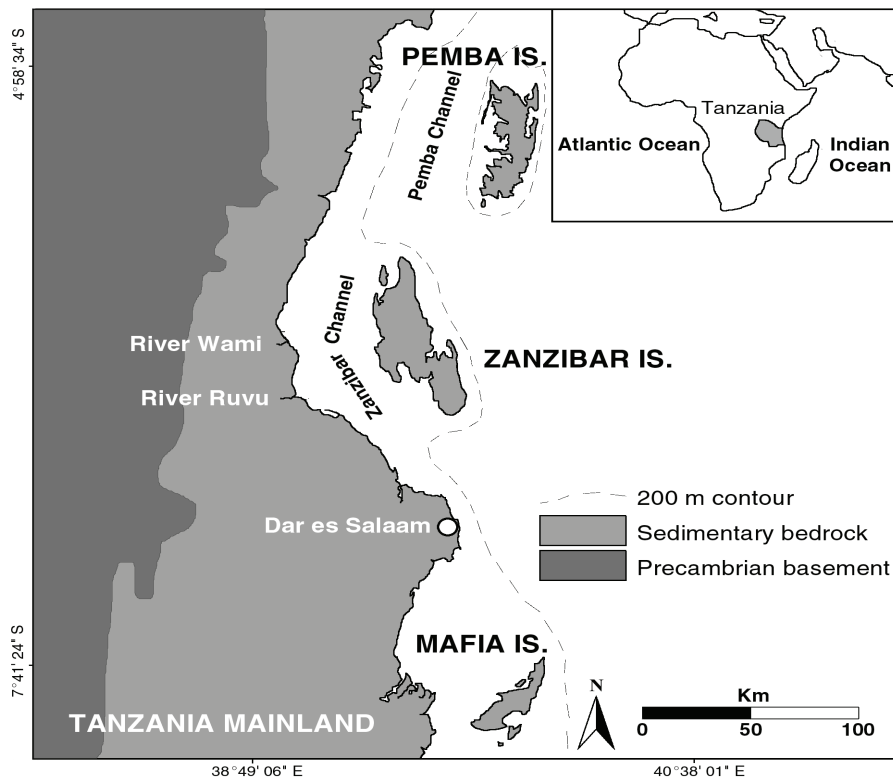 4°58' 34" S
PEMBA IS.
Pemba Channel
Tanzania
Atlantic Ocean
Indian
Ocean
Zanzibar Channel
River Wami
ZANZIBAR IS.
River Ruvu
200 m contour
Dar es Salaam
Sedimentary bedrock
Precambrian basement
7°41' 24" S
MAFIA IS.
N
Km
TANZANIA MAINLAND
0 50 100
38°49 06" E
40°38' 01" E